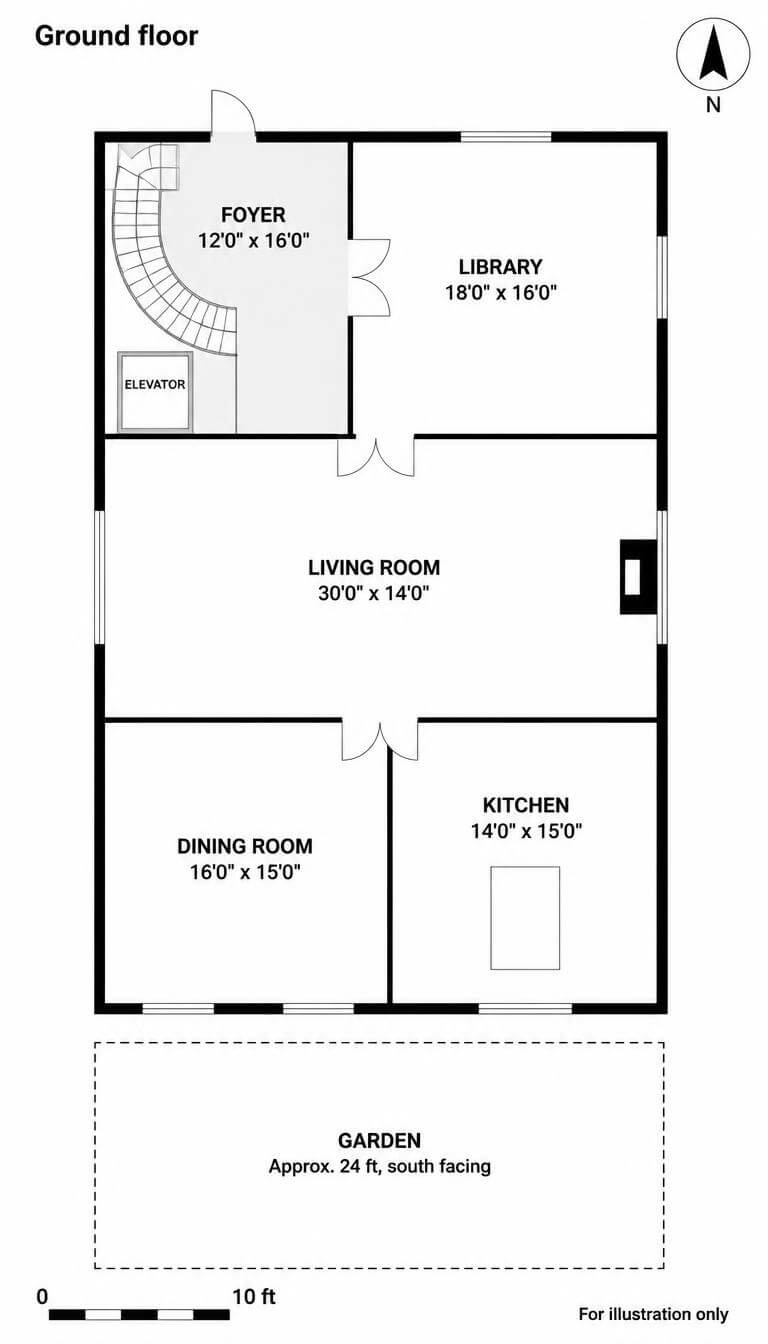 Ground floor
N
FOYER
12'0" x 16'0"
LIBRARY
18'0" x 16'0"
ELEVATOR
LIVING ROOM
30'0" x 14'0"
KITCHEN
14'0" x 15'0"
DINING ROOM
16'0" x 15'0"
GARDEN
Approx. 24 ft, south facing
0 10 ft
For illustration only